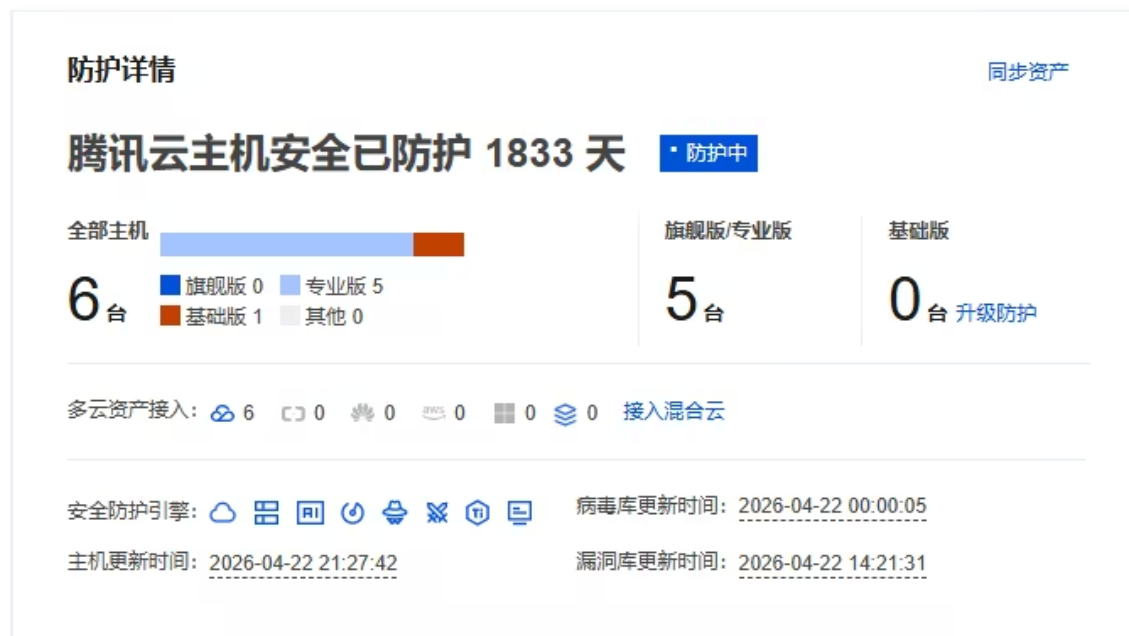 防护详情
同步资产
腾讯云主机安全已防护 1833 天
防护中
全部主机
旗舰版/专业版
基础版
6 台
旗舰版 0 专业版 5
基础版 1 其他 0
5 台
0 台 升级防护
多云资产接入: 6 0 0 aws 0 0 0 接入混合云
安全防护引擎: AI Ti
病毒库更新时间: 2026-04-22 00:00:05
主机更新时间: 2026-04-22 21:27:42
漏洞库更新时间: 2026-04-22 14:21:31